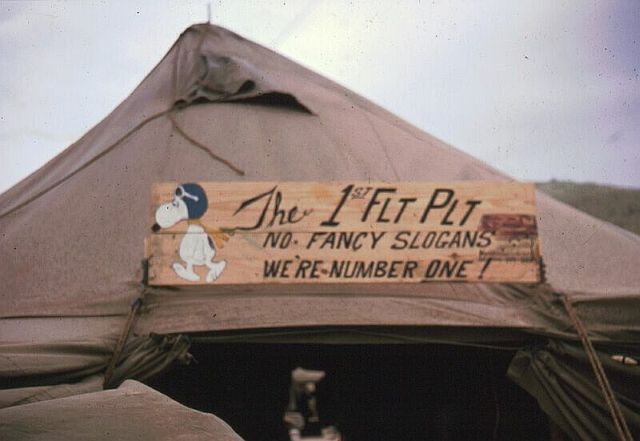 The 1ST FLT PLT
NO FANCY SLOGANS
WE'RE NUMBER ONE!